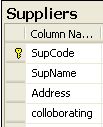 Suppliers
Column Na...
SupCode
SupName
Address
colloborating